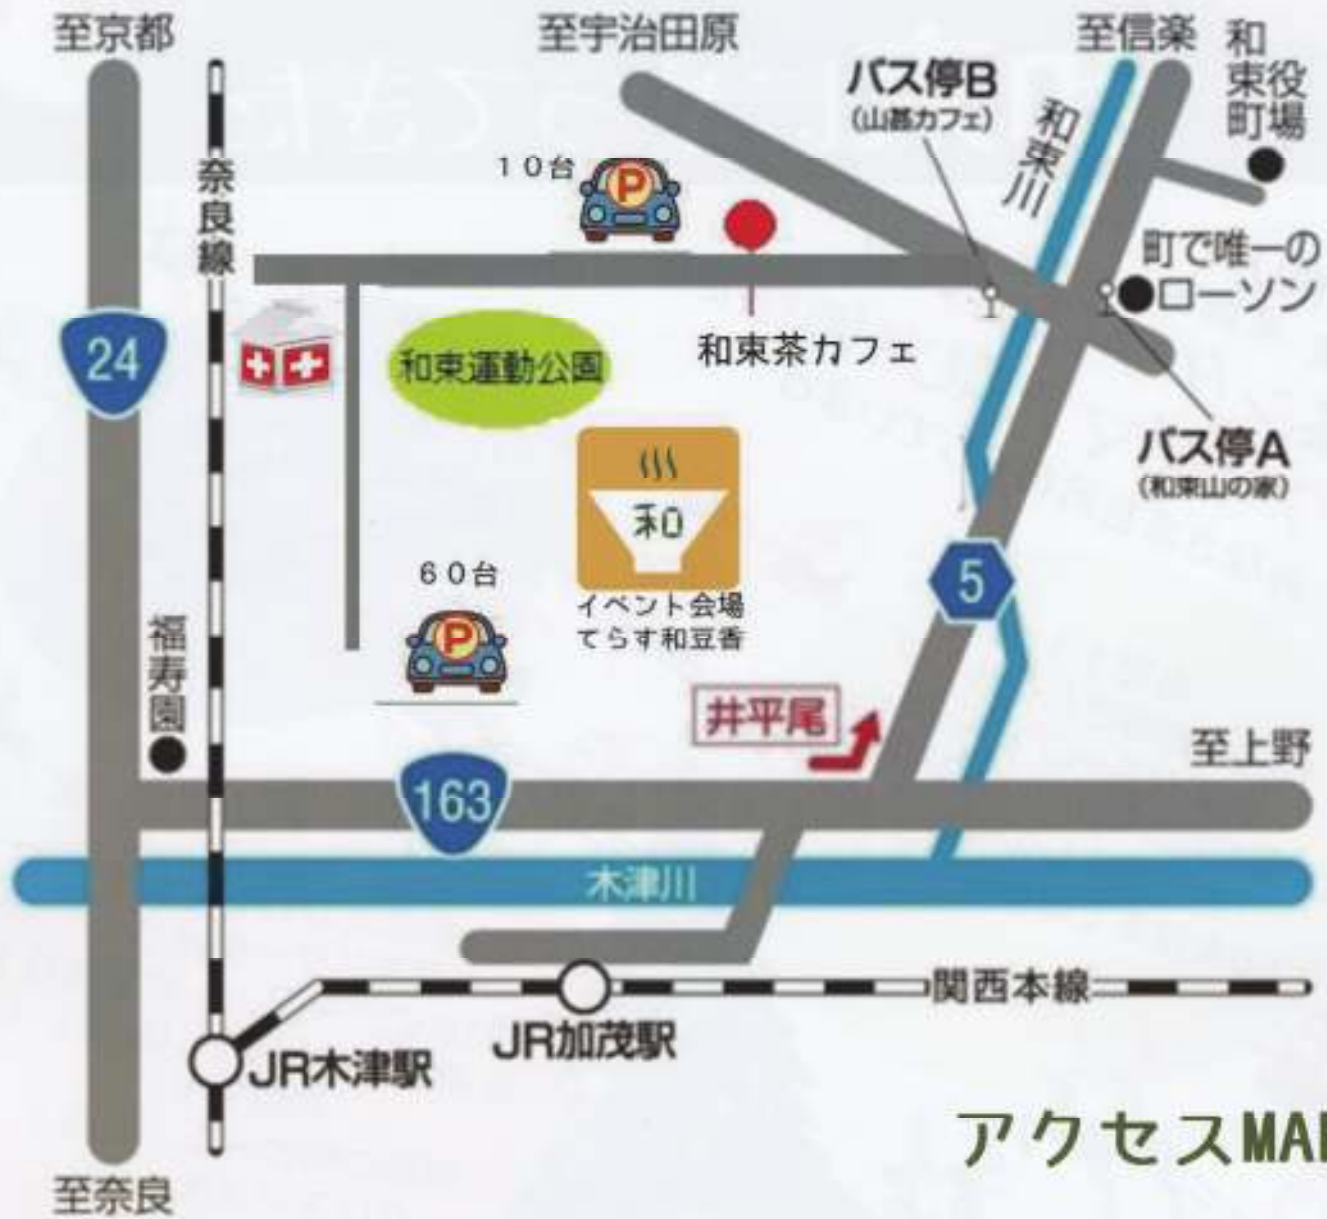 至京都
至宇治田原
至信楽
和束町
役場
バス停B
(山甚カフェ)
和束川
10台
P
奈良線
町で唯一の
ローソン
24
和束運動公園
和束茶カフェ
バス停A
(和束山の家)
和
60台
P
イベント会場
てらす和豆香
5
福寿園
井平尾
至上野
163
木津川
関西本線
JR加茂駅
JR木津駅
アクセスMAP
至奈良